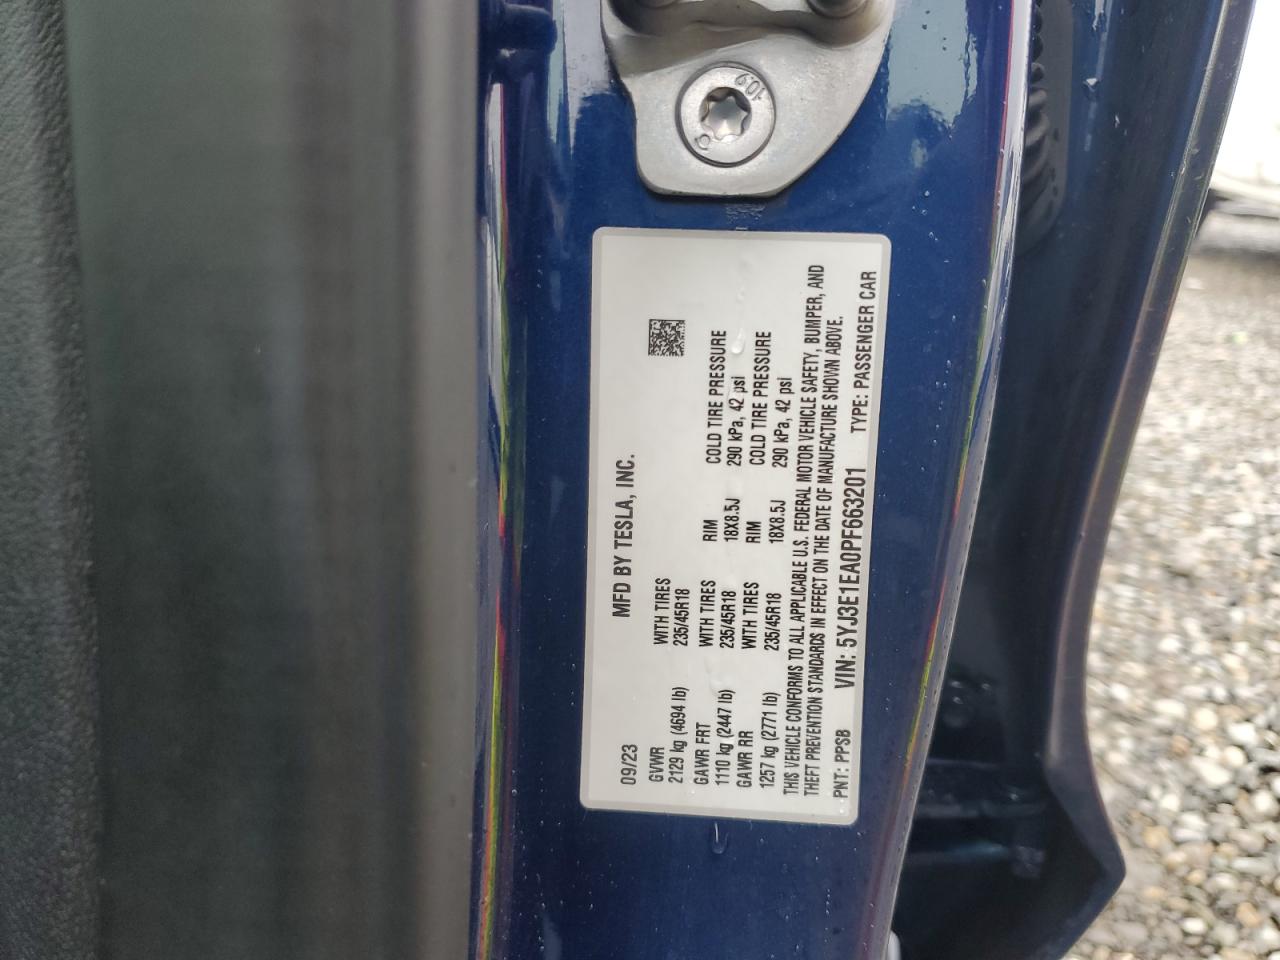 10.9
09/23 MFD BY TESLA, INC.
GVWR WITH TIRES
2129 kg (4694 lb) 235/45R18
GAWR FRT WITH TIRES RIM COLD TIRE PRESSURE
1110 kg (2447 lb) 235/45R18 18X8.5J 290 kPa, 42 psi
GAWR RR WITH TIRES RIM COLD TIRE PRESSURE
1257 kg (2771 lb) 235/45R18 18X8.5J 290 kPa, 42 psi
THIS VEHICLE CONFORMS TO ALL APPLICABLE U.S. FEDERAL MOTOR VEHICLE SAFETY, BUMPER, AND
THEFT PREVENTION STANDARDS IN EFFECT ON THE DATE OF MANUFACTURE SHOWN ABOVE.
PNT: PPSB VIN: 5YJ3E1EA0PF663201 TYPE: PASSENGER CAR